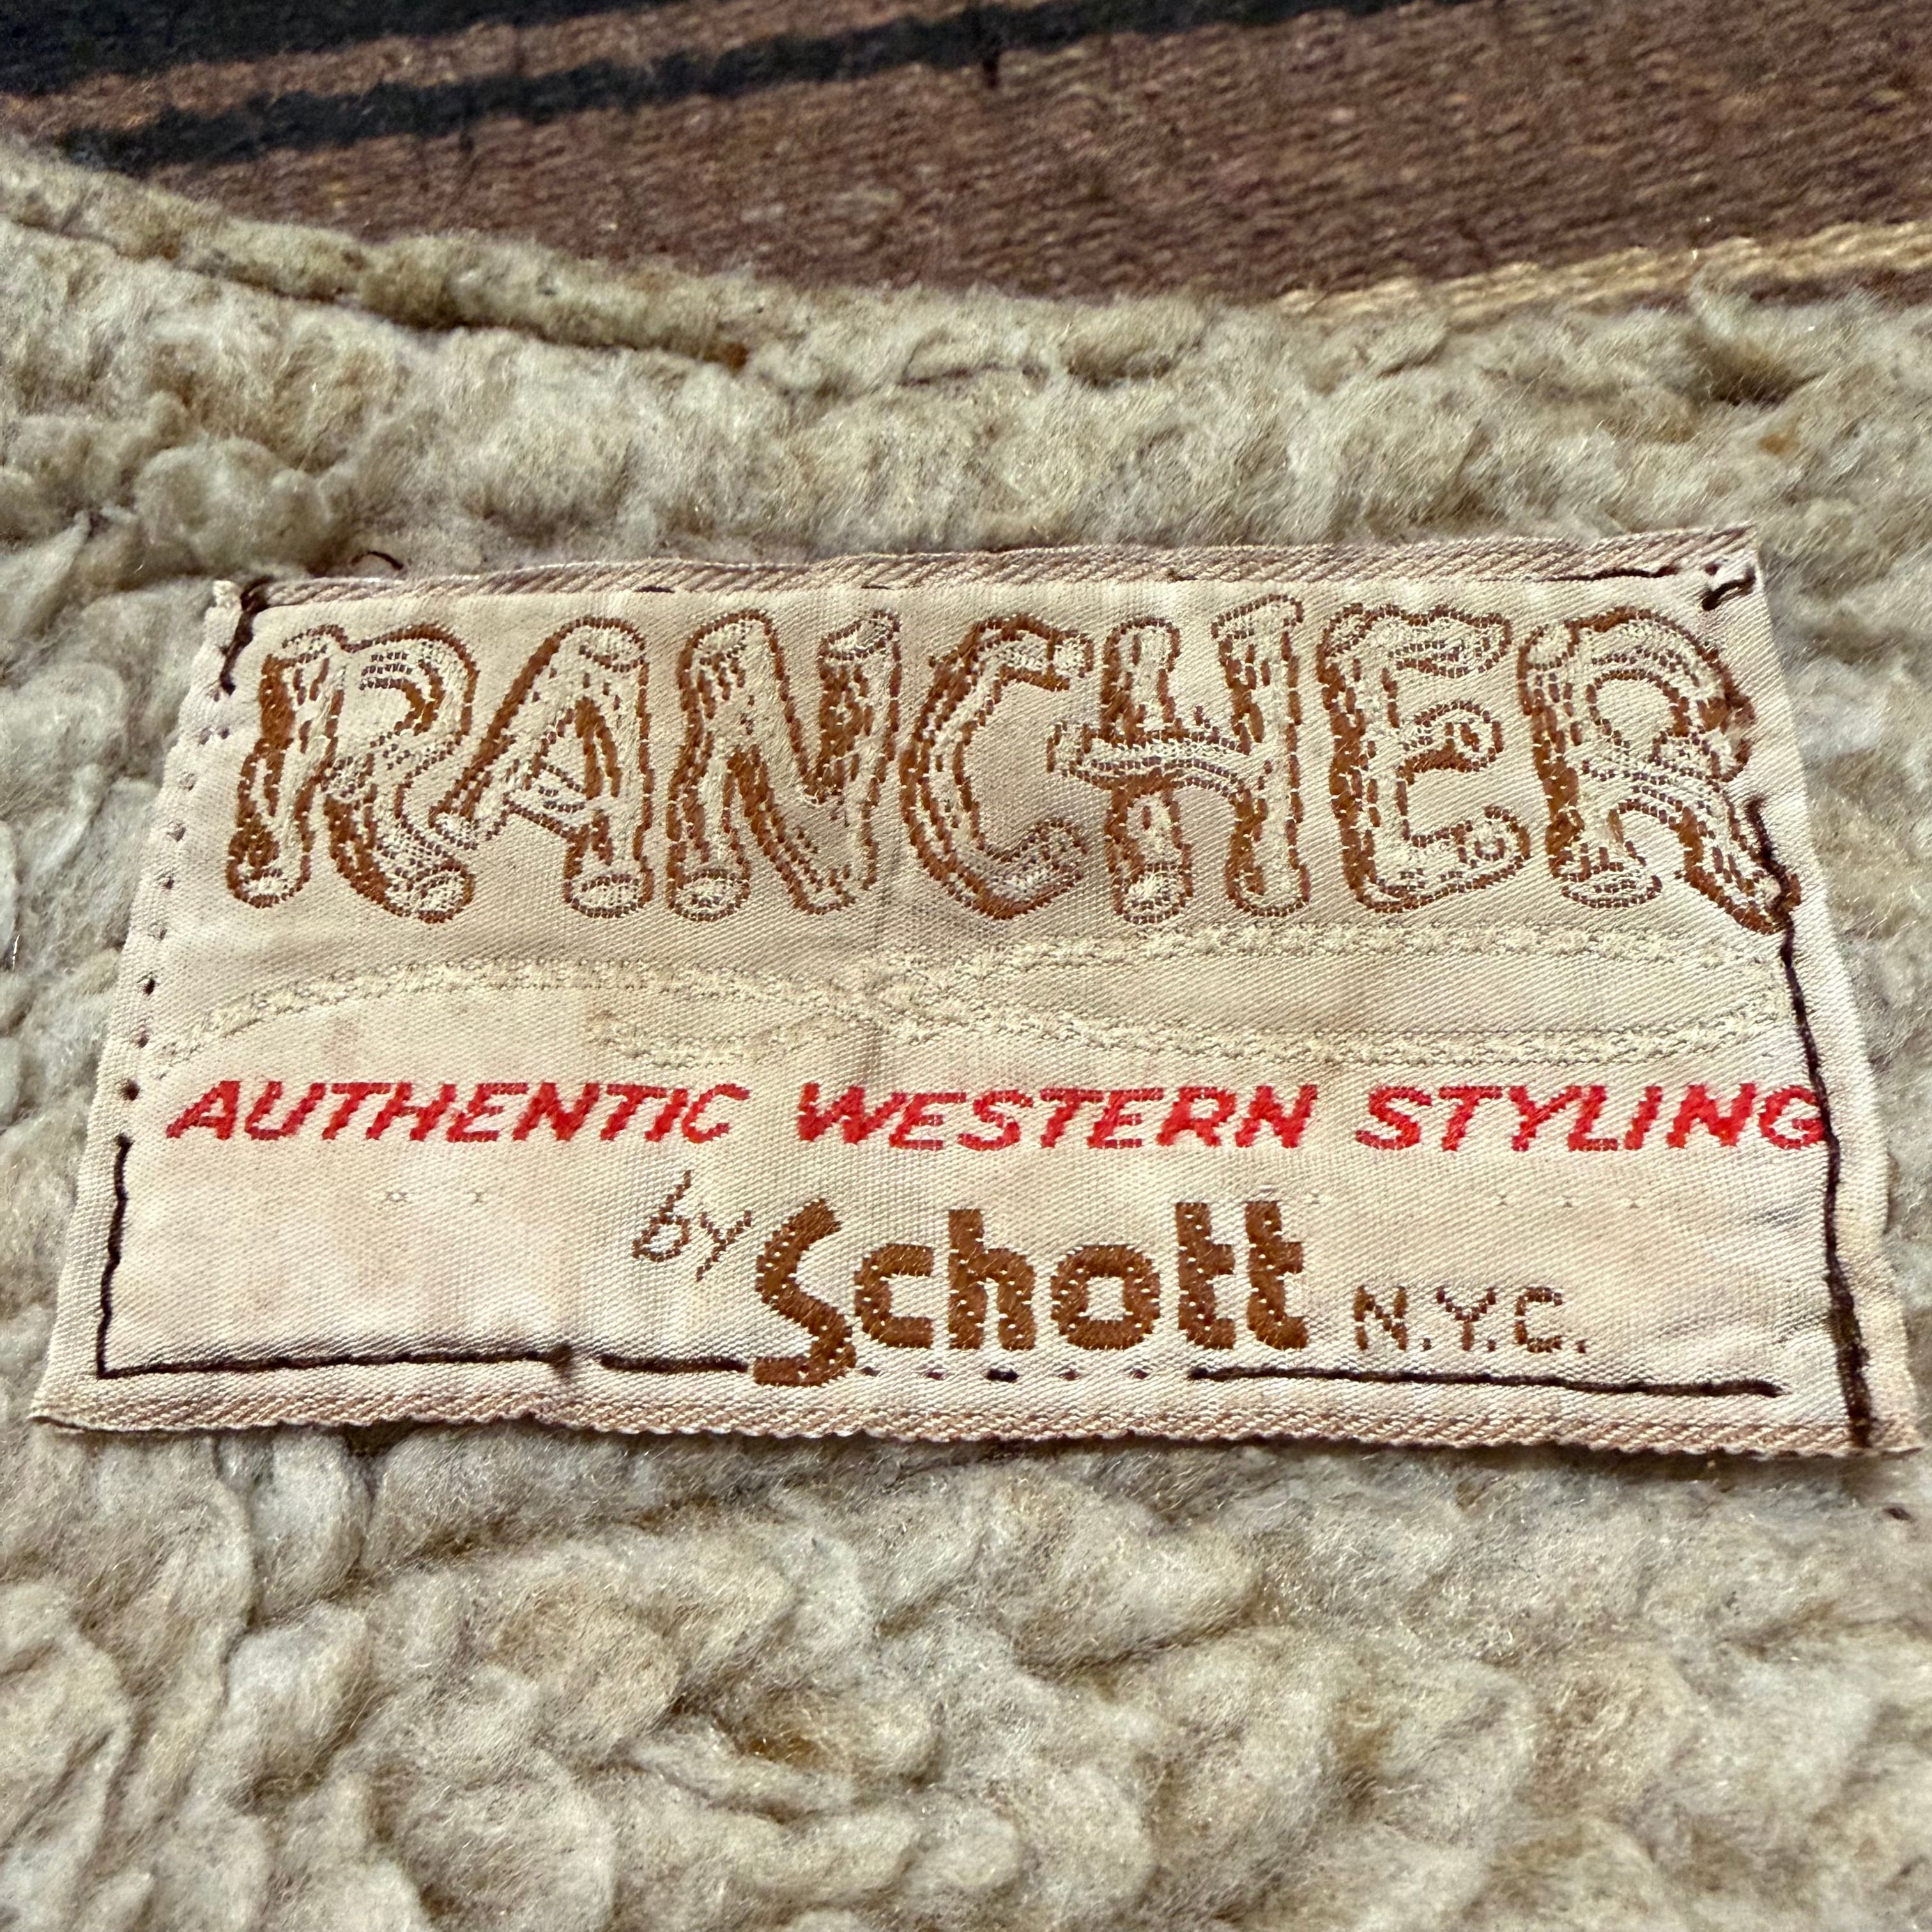 RANCHER
AUTHENTIC WESTERN STYLING
by Schott N.Y.C.